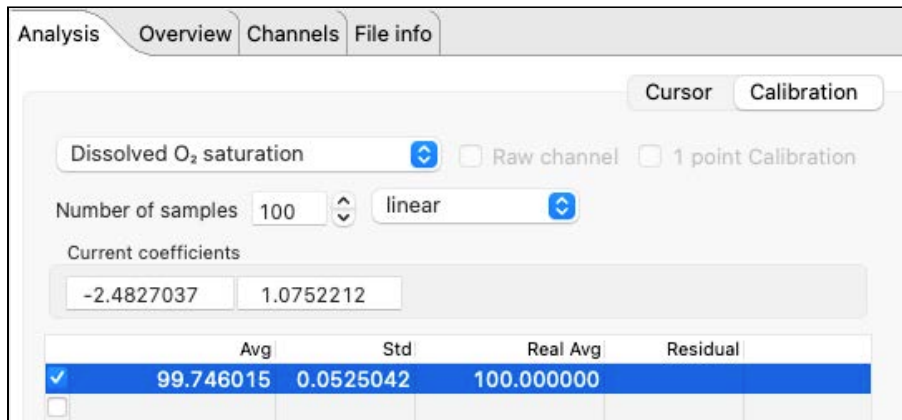 Analysis Overview Channels File info
Cursor Calibration
Dissolved O₂ saturation Raw channel 1 point Calibration
Number of samples 100 linear
Current coefficients
-2.4827037 1.0752212
Avg Std Real Avg Residual
99.746015 0.0525042 100.000000